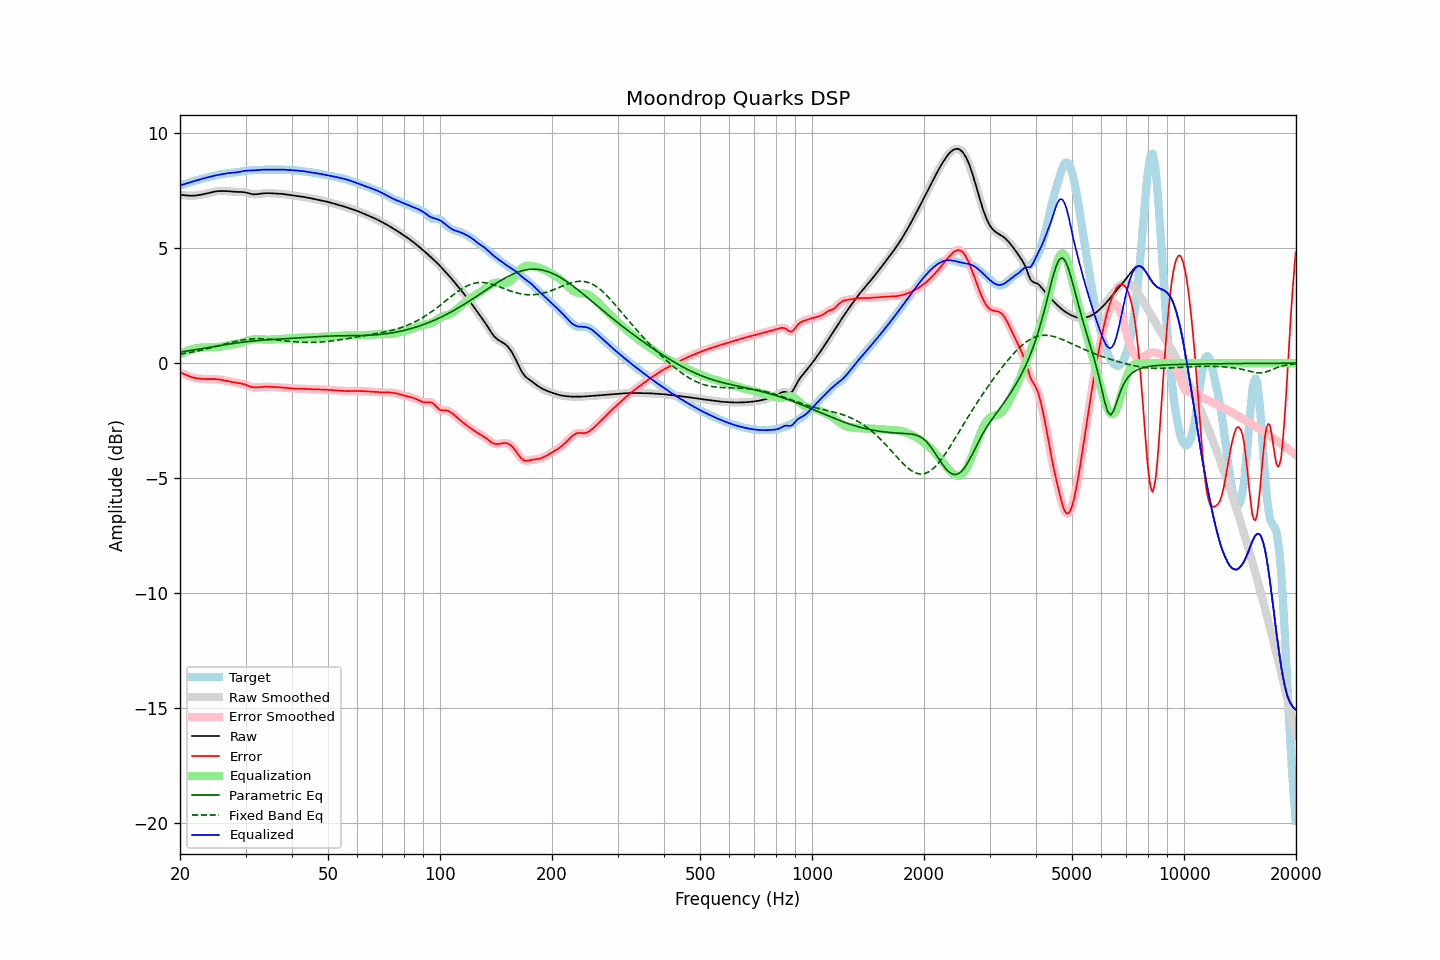 Moondrop Quarks DSP
10
5
0
−5
−10
−15
−20
Amplitude (dBr)
Target
Raw Smoothed
Error Smoothed
Raw
Error
Equalization
Parametric Eq
Fixed Band Eq
Equalized
20 50 100 200 500 1000 2000 5000 10000 20000
Frequency (Hz)